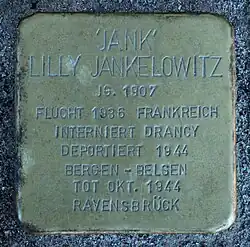 'JANK'
LILLY JANKELOWITZ
JG. 1907
FLUCHT 1936 FRANKREICH
INTERNIERT DRANCY
DEPORTIERT 1944
BERGEN - BELSEN
TOT OKT. 1944
RAVENSBRÜCK